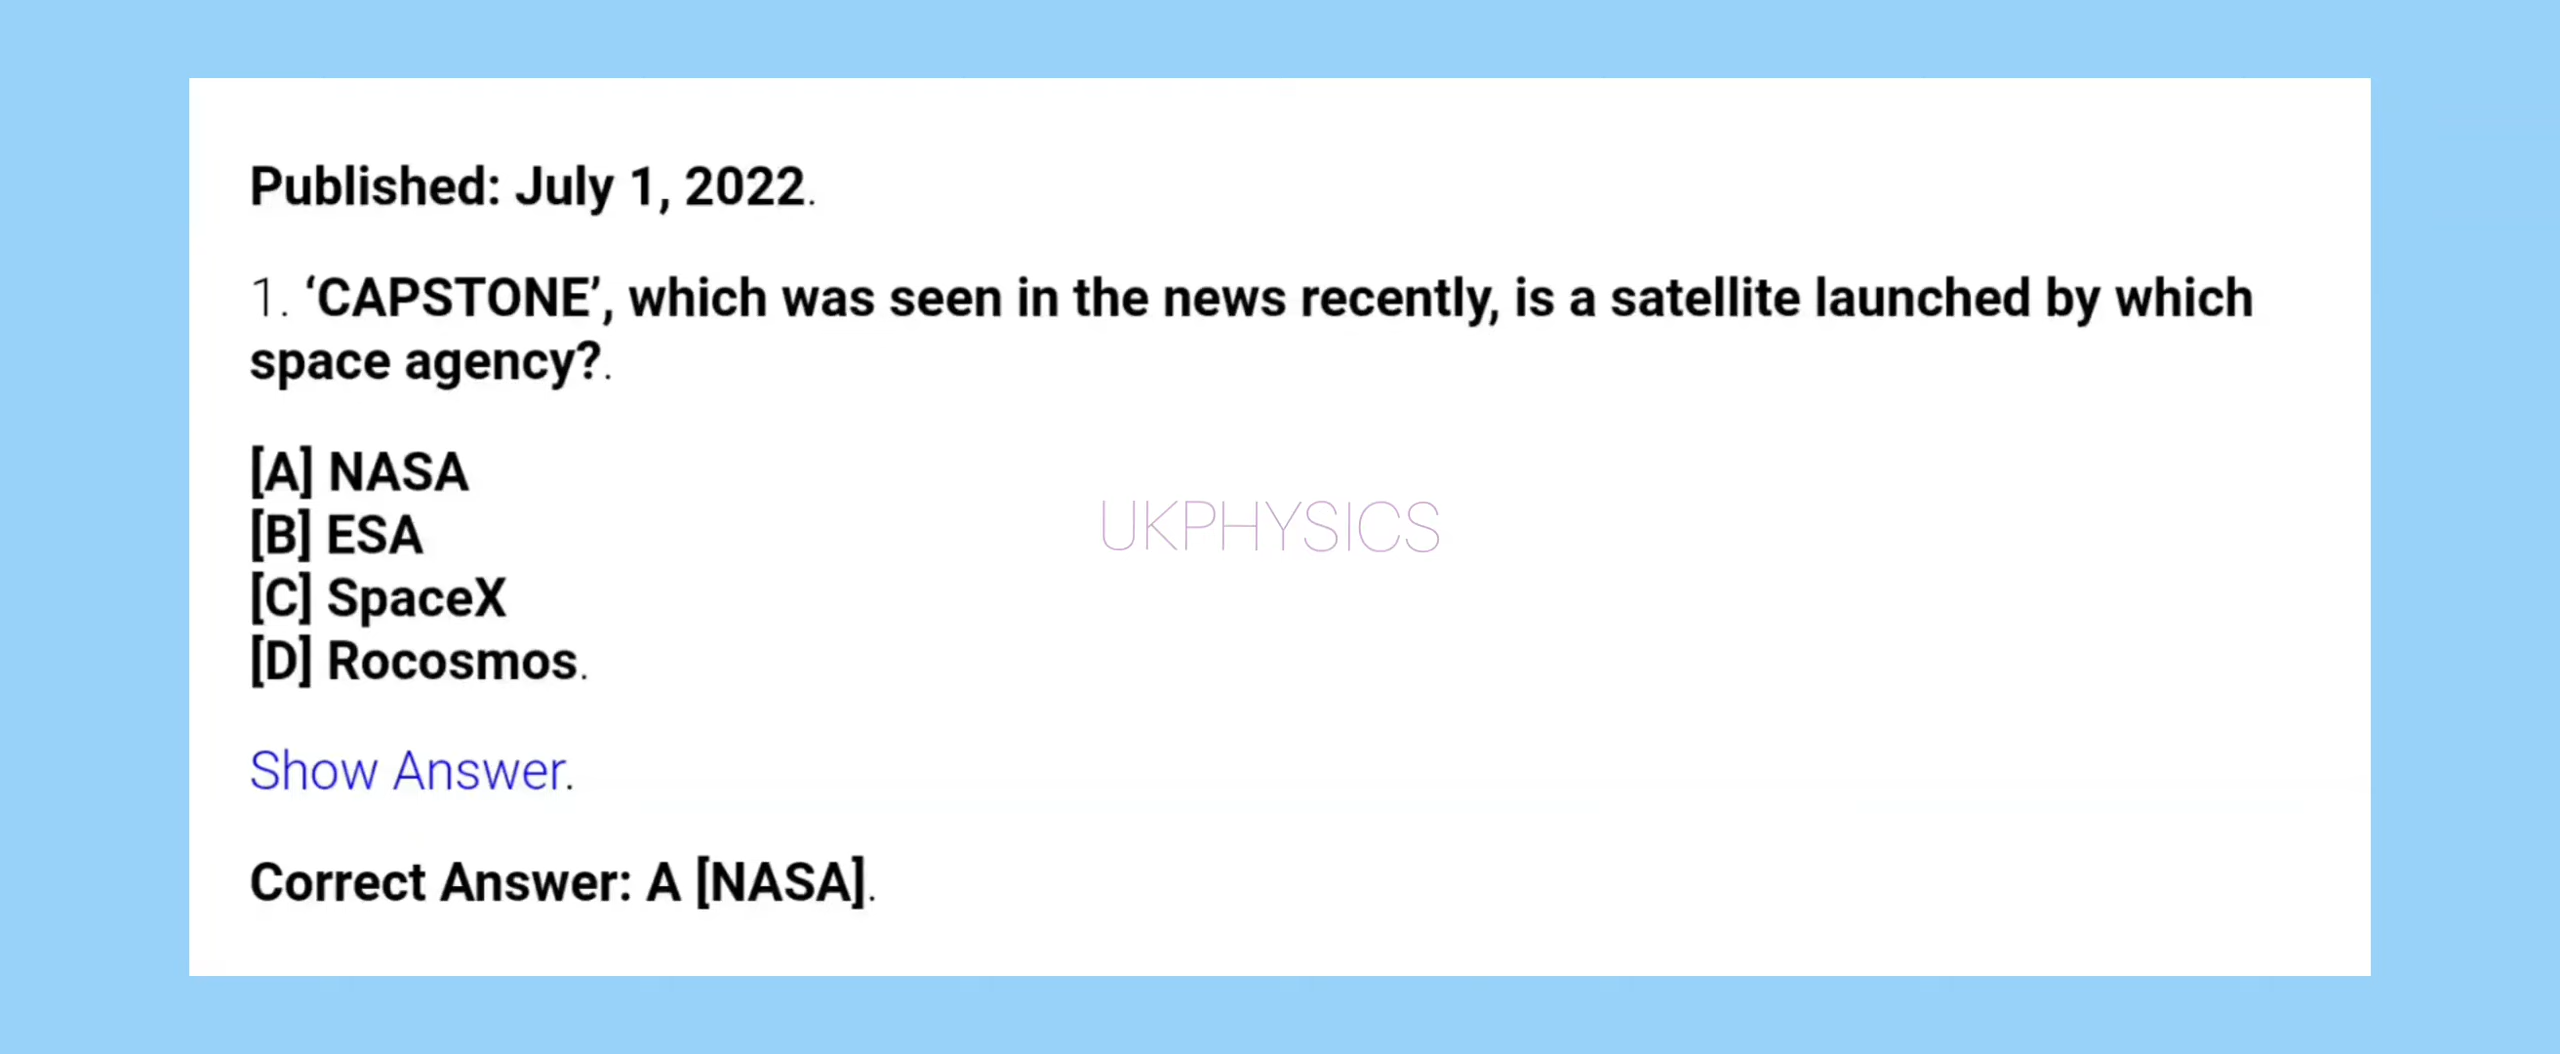 Published: July 1, 2022.
1. ‘CAPSTONE’, which was seen in the news recently, is a satellite launched by which
space agency?.
[A] NASA
[B] ESA
UKPHYSICS
[C] SpaceX
[D] Rocosmos.
Show Answer.
Correct Answer: A [NASA].